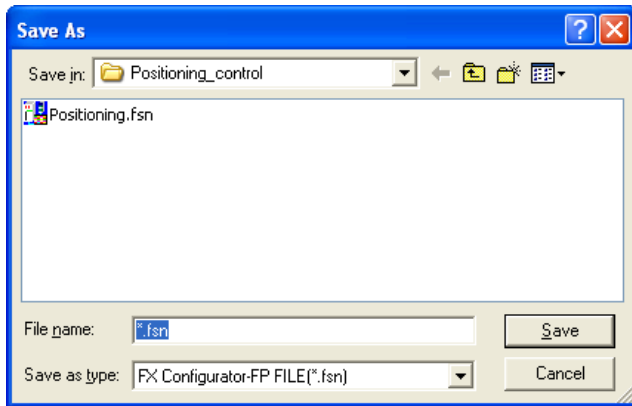 Save As
Save in: Positioning_control
Positioning.fsn
File name: *.fsn Save
Save as type: FX Configurator-FP FILE(*.fsn) Cancel